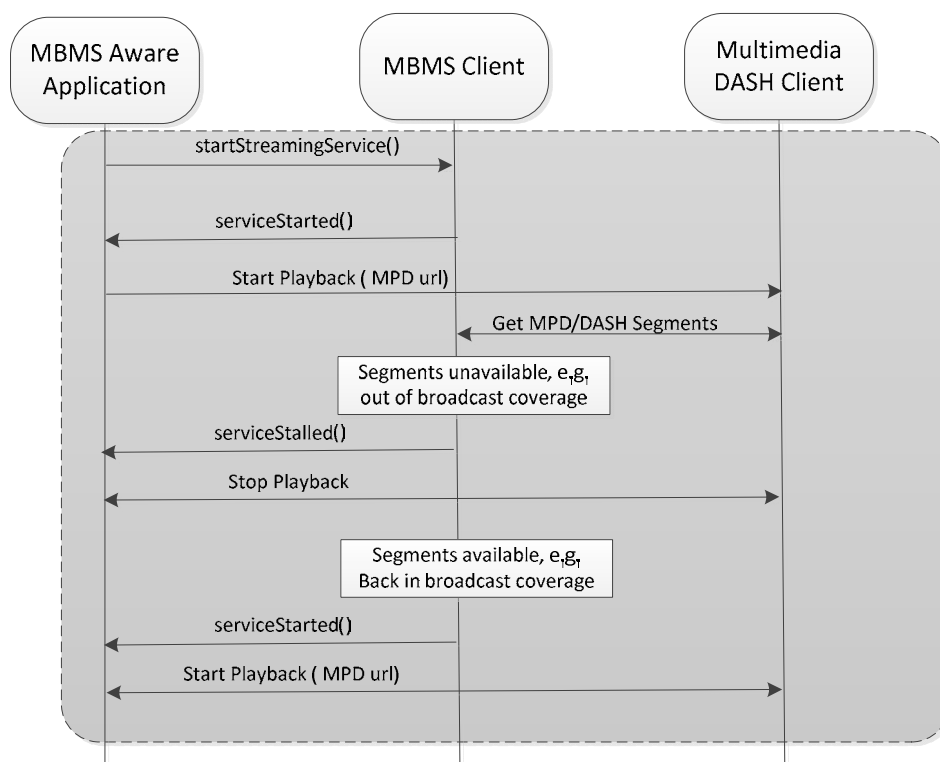 MBMS Aware
Application
MBMS Client
Multimedia
DASH Client
startStreamingService()
serviceStarted()
Start Playback ( MPD url)
Get MPD/DASH Segments
Segments unavailable, e,g,
out of broadcast coverage
serviceStalled()
Stop Playback
Segments available, e,g,
Back in broadcast coverage
serviceStarted()
Start Playback ( MPD url)